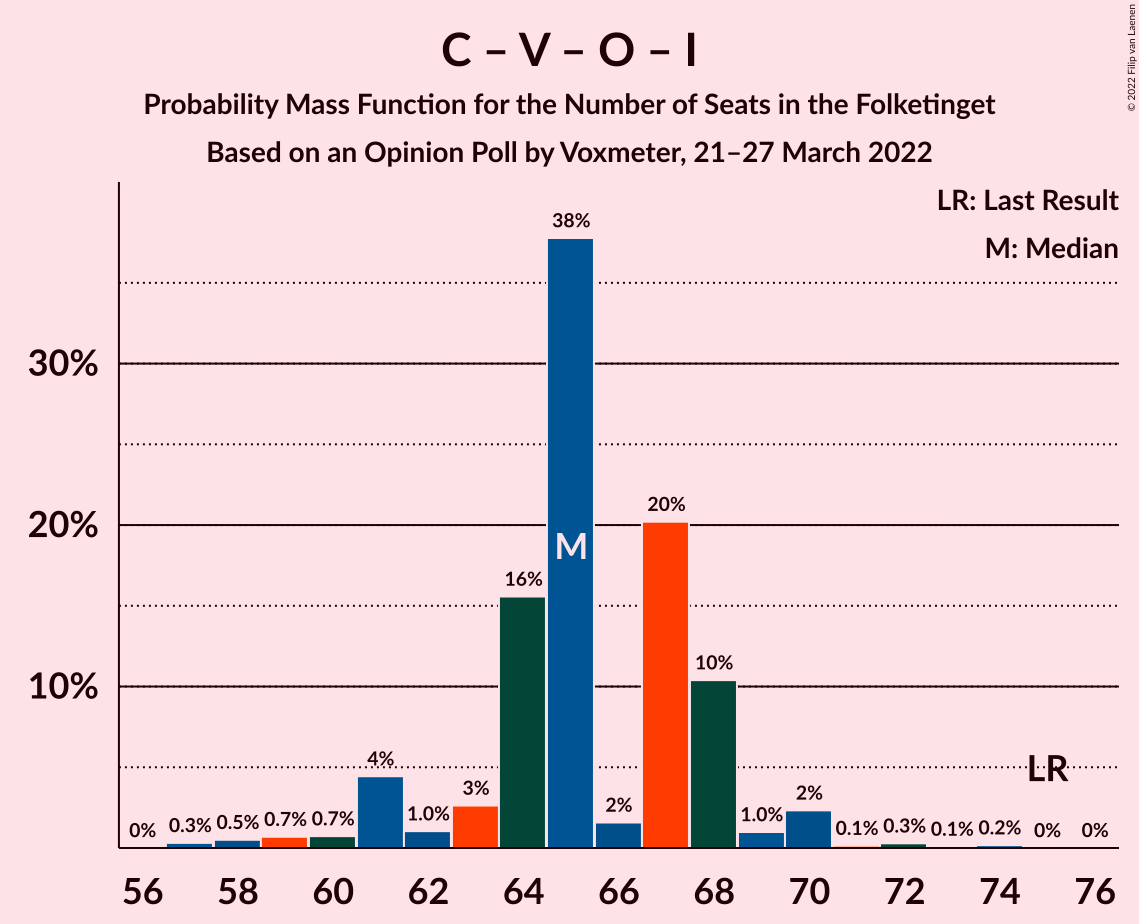 C – V – O – I
Probability Mass Function for the Number of Seats in the Folketinget
Based on an Opinion Poll by Voxmeter, 21–27 March 2022
© 2022 Filip van Laenen
LR: Last Result
M: Median
38%
30%
20%
20%
M
16%
10%
10%
LR
4%
3%
2%
2%
1.0%
1.0%
0% 0.3% 0.5% 0.7% 0.7%
0.1% 0.3% 0.1% 0.2% 0% 0%
56 58 60 62 64 66 68 70 72 74 76